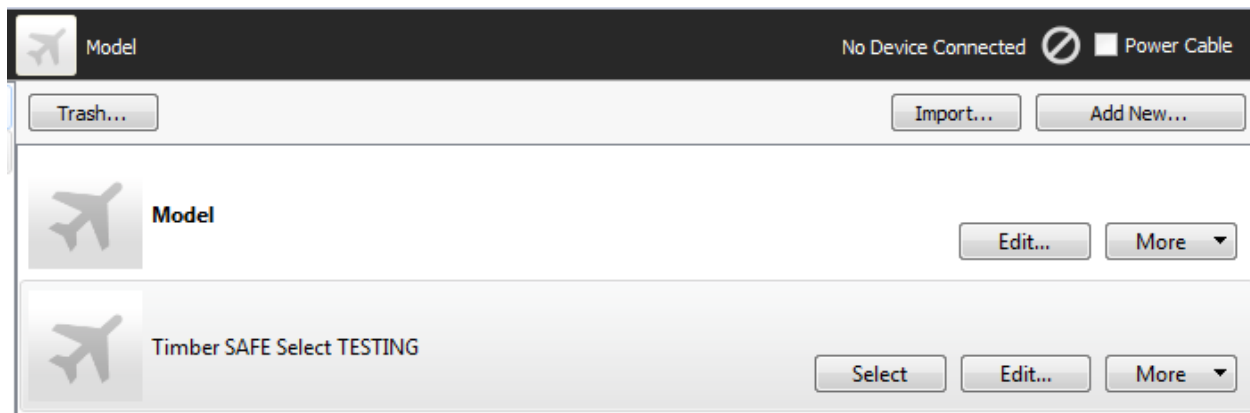 Model No Device Connected Power Cable
Trash... Import... Add New...
Model
Edit... More
Timber SAFE Select TESTING
Select Edit... More